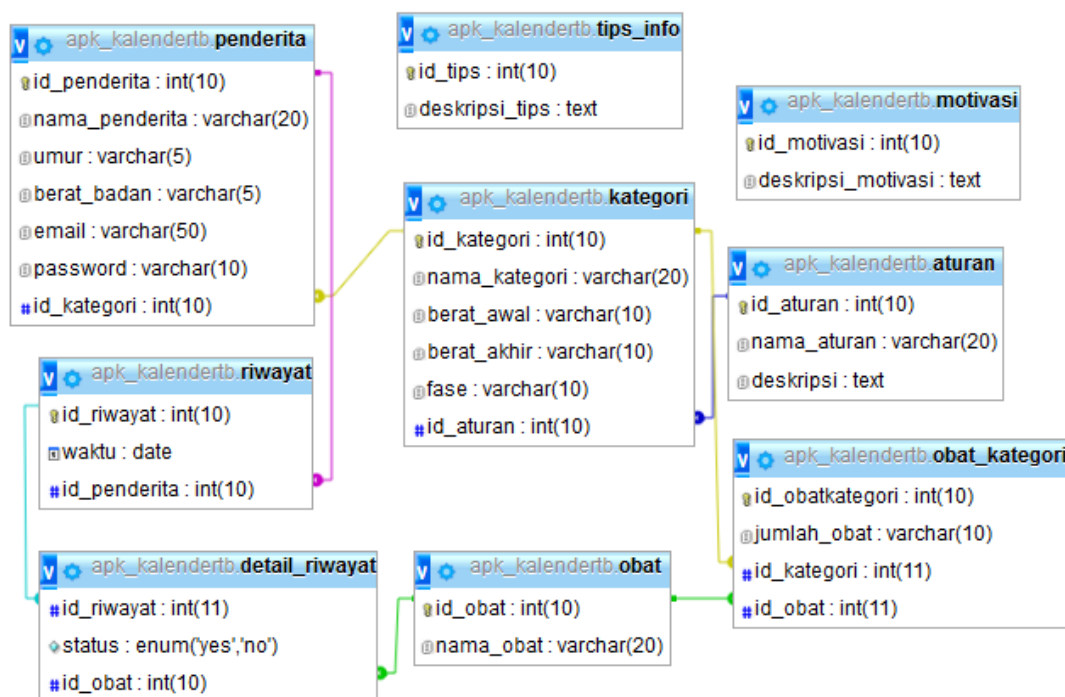 apk_kalendertb.penderita
id_penderita : int(10)
nama_penderita : varchar(20)
umur : varchar(5)
berat_badan : varchar(5)
email : varchar(50)
password : varchar(10)
#id_kategori : int(10)
apk_kalendertb.tips_info
id_tips : int(10)
deskripsi_tips : text
apk_kalendertb.motivasi
id_motivasi : int(10)
deskripsi_motivasi : text
apk_kalendertb.kategori
id_kategori : int(10)
nama_kategori : varchar(20)
berat_awal : varchar(10)
berat_akhir : varchar(10)
fase : varchar(10)
#id_aturan : int(10)
apk_kalendertb.aturan
id_aturan : int(10)
nama_aturan : varchar(20)
deskripsi : text
apk_kalendertb.riwayat
id_riwayat : int(10)
waktu : date
#id_penderita : int(10)
apk_kalendertb.obat_kategori
id_obatkategori : int(10)
jumlah_obat : varchar(10)
#id_kategori : int(11)
#id_obat : int(11)
apk_kalendertb.detail_riwayat
#id_riwayat : int(11)
status : enum('yes','no')
#id_obat : int(10)
apk_kalendertb.obat
id_obat : int(10)
nama_obat : varchar(20)